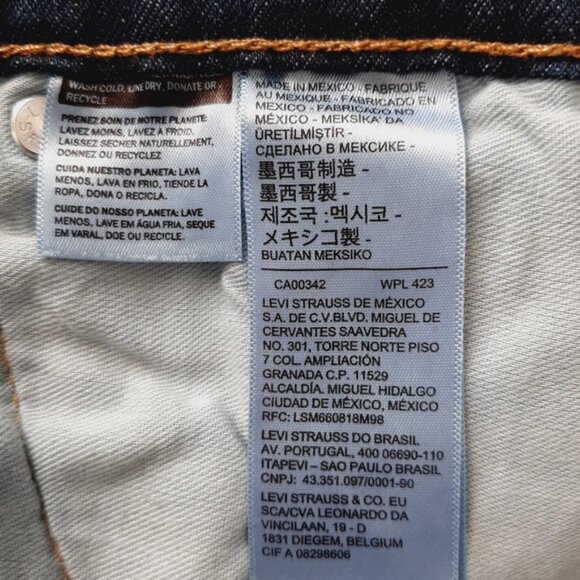 WASH COLD, LINE DRY, DONATE OR
RECYCLE
PRENEZ SOIN DE NOTRE PLANETE:
LAVEZ MOINS, LAVEZ À FROID,
LAISSEZ SÉCHER NATURELLEMENT,
DONNEZ OU RECYCLEZ
CUIDA NUESTRO PLANETA: LAVA
MENOS, LAVA EN FRIO, TIENDE LA
ROPA, DONA O RECICLA.
CUIDE DO NOSSO PLANETA: LAVE
MENOS, LAVE EM ÁGUA FRIA, SEQUE
EM VARAL, DOE OU RECICLE.
MADE IN MEXICO - FABRIQUE
AU MEXIQUE - FABRICADO EN
MEXICO - FABRICADO NO
MÉXICO - MEKSİKA' DA
ÜRETİLMİŞTİR -
СДЕЛАНО В МЕКСИКЕ -
墨西哥制造 -
墨西哥製 -
제조국 :멕시코 -
メキシコ製 -
BUATAN MEKSIKO
CA00342 WPL 423
LEVI STRAUSS DE MÉXICO
S.A. DE C.V.BLVD. MIGUEL DE
CERVANTES SAAVEDRA
NO. 301, TORRE NORTE PISO
7 COL. AMPLIACIÓN
GRANADA C.P. 11529
ALCALDÍA. MIGUEL HIDALGO
CIUDAD DE MÉXICO, MÉXICO
RFC: LSM660818M98
LEVI STRAUSS DO BRASIL
AV. PORTUGAL, 400 06690-110
ITAPEVI – SAO PAULO BRASIL
CNPJ: 43.351.097/0001-90
LEVI STRAUSS & CO. EU
SCA/CVA LEONARDO DA
VINCILAAN, 19 - D
1831 DIEGEM, BELGIUM
CIF A 08298606